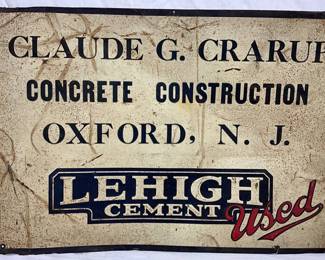 CLAUDE G. CRARUP
CONCRETE CONSTRUCTION
OXFORD, N. J.
LEHIGH
CEMENT
Used